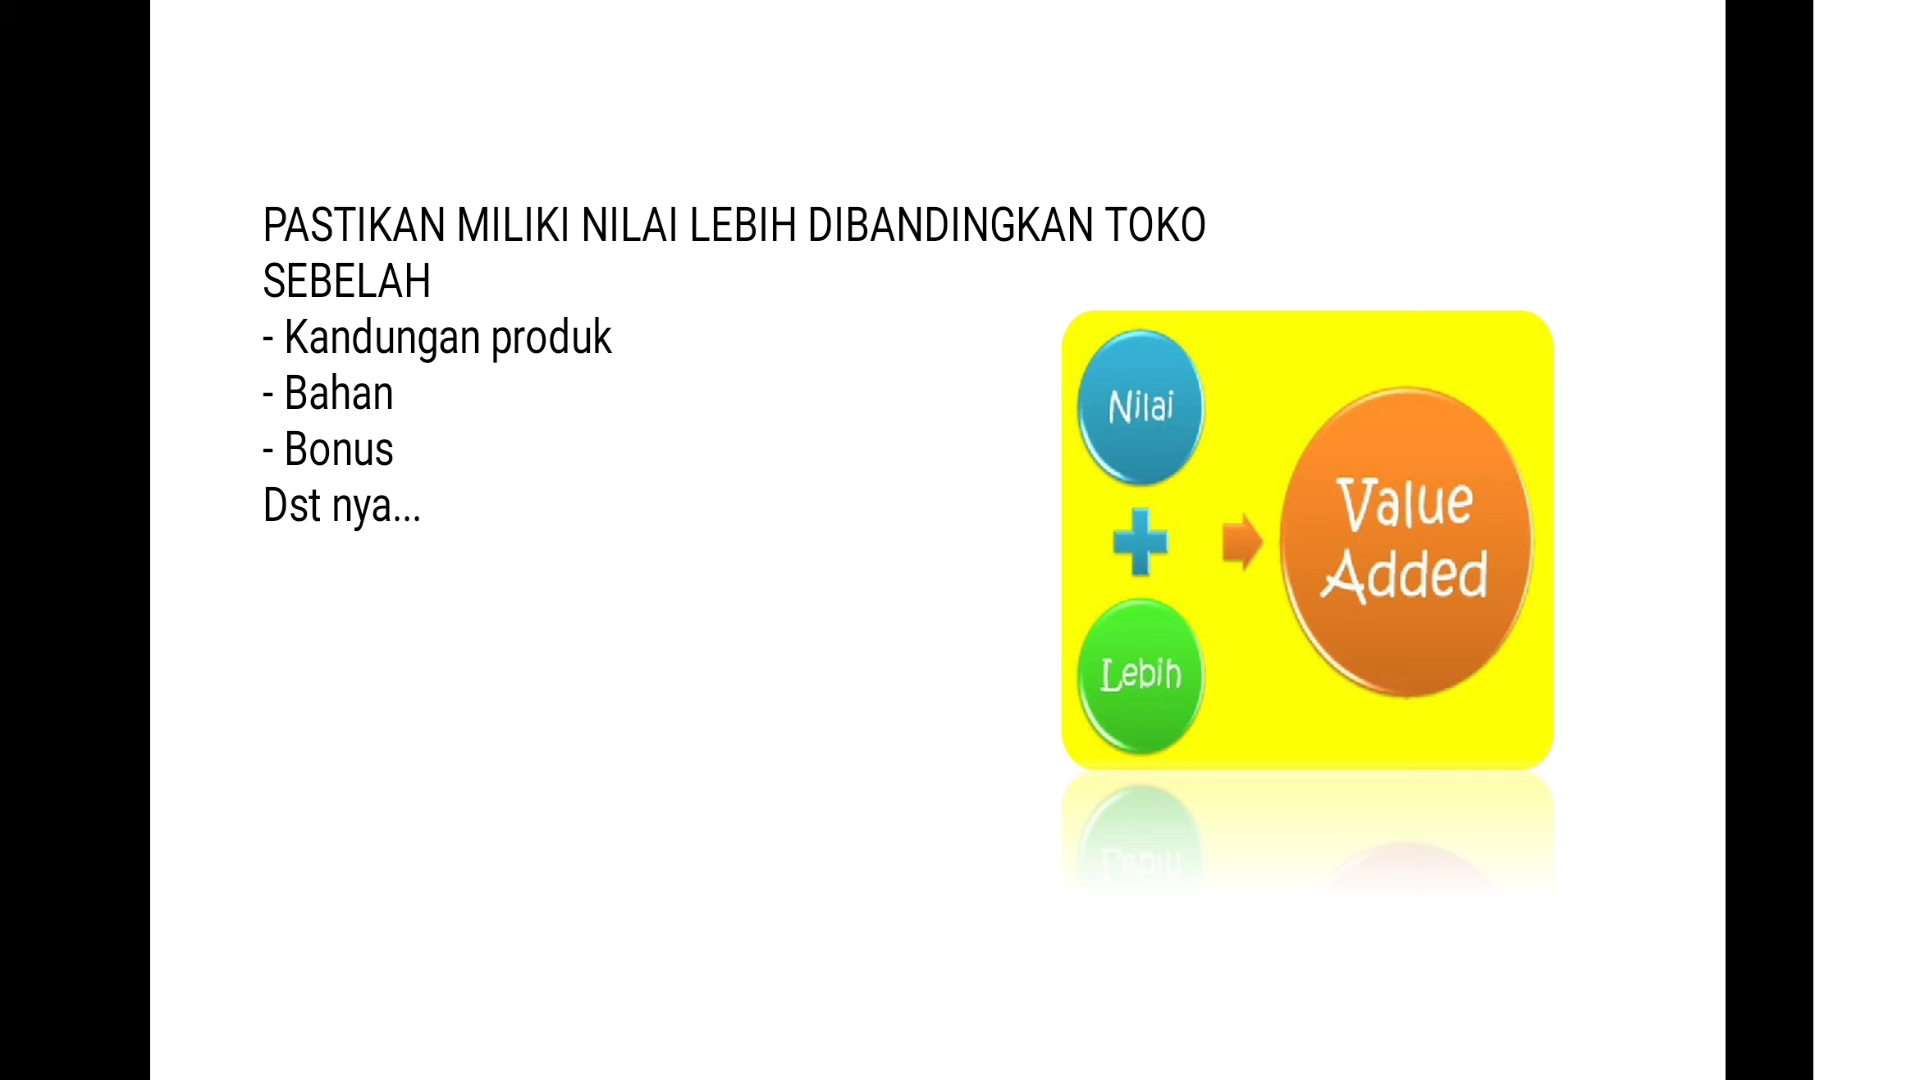 PASTIKAN MILIKI NILAI LEBIH DIBANDINGKAN TOKO
SEBELAH
- Kandungan produk
- Bahan
- Bonus
Dst nya...
Nilai
Lebih
Value
Added